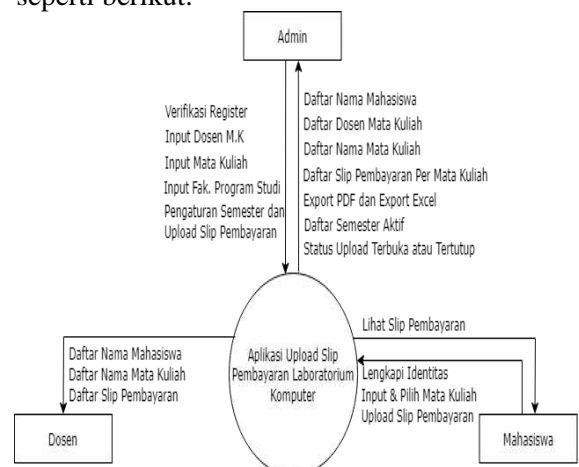 seperti berikut:
Admin
Verifikasi Register
Input Dosen M.K
Input Mata Kuliah
Input Fak. Program Studi
Pengaturan Semester dan
Upload Slip Pembayaran
Daftar Nama Mahasiswa
Daftar Dosen Mata Kuliah
Daftar Nama Mata Kuliah
Daftar Slip Pembayaran Per Mata Kuliah
Export PDF dan Export Excel
Daftar Semester Aktif
Status Upload Terbuka atau Tertutup
Daftar Nama Mahasiswa
Daftar Nama Mata Kuliah
Daftar Slip Pembayaran
Aplikasi Upload Slip
Pembayaran Laboratorium
Komputer
Lihat Slip Pembayaran
Lengkapi Identitas
Input & Pilih Mata Kuliah
Upload Slip Pembayaran
Dosen
Mahasiswa